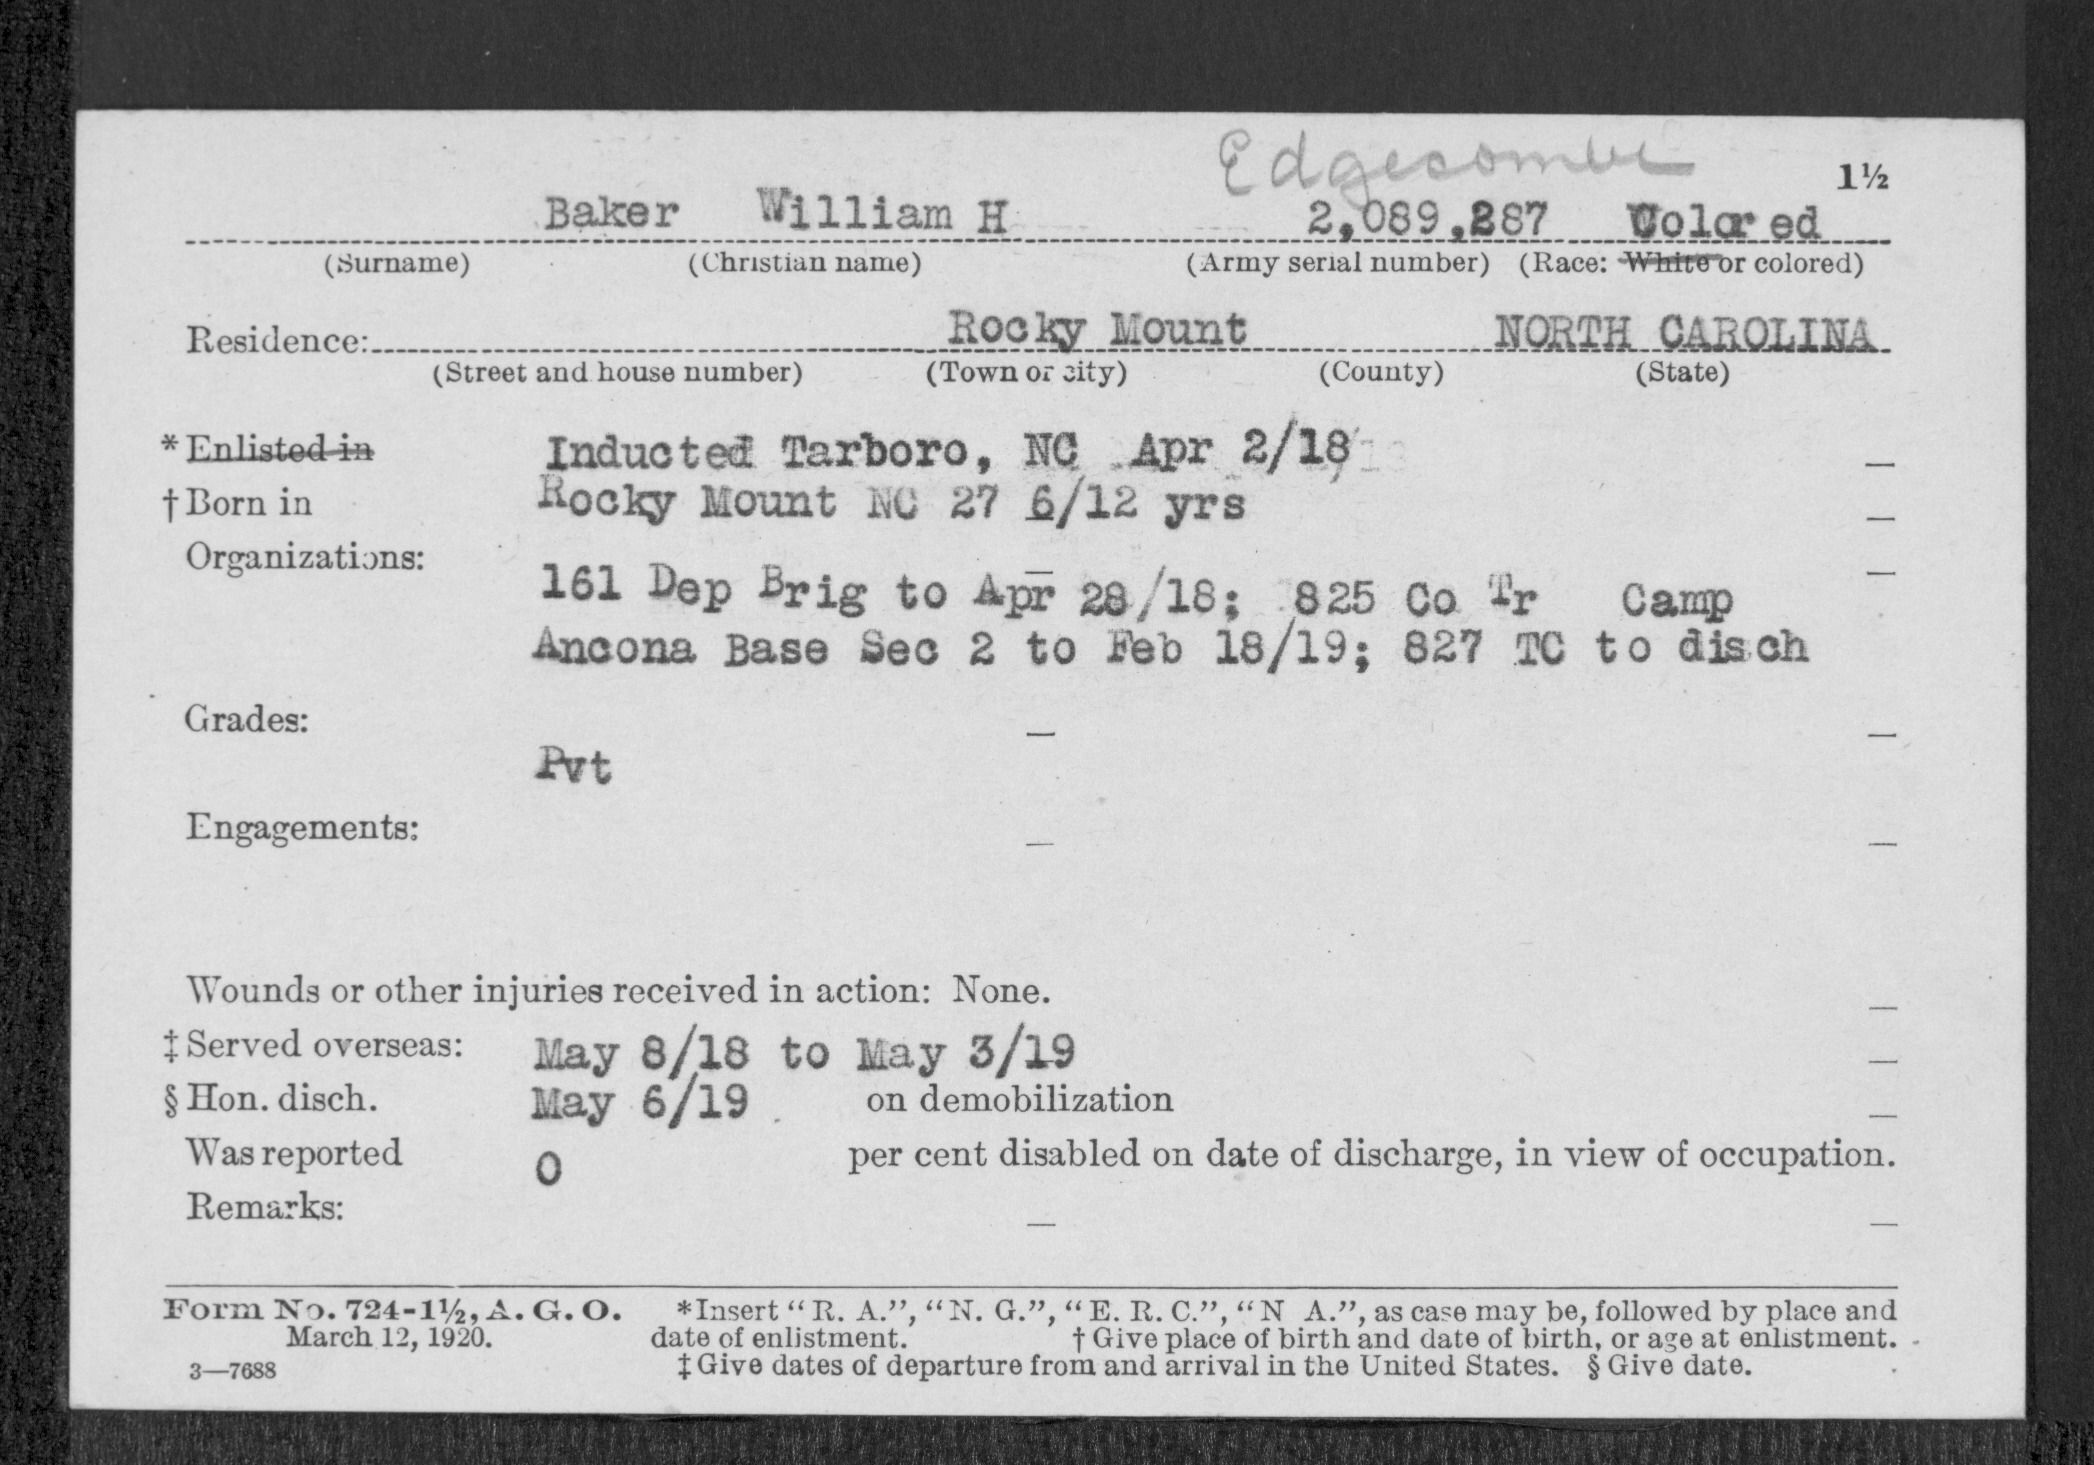 Edgecombe
1½
Baker William H 2,089,287 Colored
(Surname) (Christian name) (Army serial number) (Race: White or colored)
Residence: Rocky Mount NORTH CAROLINA
(Street and house number) (Town or city) (County) (State)
*Enlisted in Inducted Tarboro, NC Apr 2/18 —
†Born in Rocky Mount NC 27 6/12 yrs —
Organizations: — —
161 Dep Brig to Apr 28/18; 825 Co Tr Camp
Ancona Base Sec 2 to Feb 18/19; 827 TC to disch
Grades: — —
Pvt
Engagements: — —
Wounds or other injuries received in action: None. —
‡Served overseas: May 8/18 to May 3/19 —
§Hon. disch. May 6/19 on demobilization —
Was reported 0 per cent disabled on date of discharge, in view of occupation.
Remarks: — —
Form No. 724-1½, A. G. O. *Insert "R. A.", "N. G.", "E. R. C.", "N A.", as case may be, followed by place and
March 12, 1920. date of enlistment. †Give place of birth and date of birth, or age at enlistment.
3—7688 ‡Give dates of departure from and arrival in the United States. §Give date.